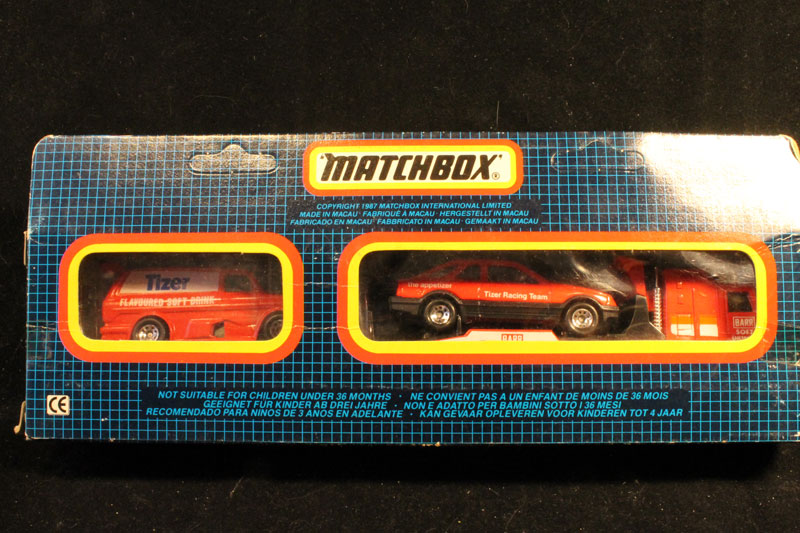 "MATCHBOX"®
COPYRIGHT 1987 MATCHBOX INTERNATIONAL LIMITED
MADE IN MACAU · FABRIQUÉ À MACAU · HERGESTELLT IN MACAU
FABRICADO EN MACAU · FABBRICATO IN MACAU · GEMAAKT IN MACAU
Tizer
FLAVOURED SOFT DRINK
the appetizer
Tizer Racing Team
BARR
BARR
SOFT
NOT SUITABLE FOR CHILDREN UNDER 36 MONTHS · NE CONVIENT PAS A UN ENFANT DE MOINS DE 36 MOIS
GEEIGNET FUR KINDER AB DREI JAHRE · NON E ADATTO PER BAMBINI SOTTO I 36 MESI
RECOMENDADO PARA NINOS DE 3 ANOS EN ADELANTE · KAN GEVAAR OPLEVEREN VOOR KINDEREN TOT 4 JAAR
CE